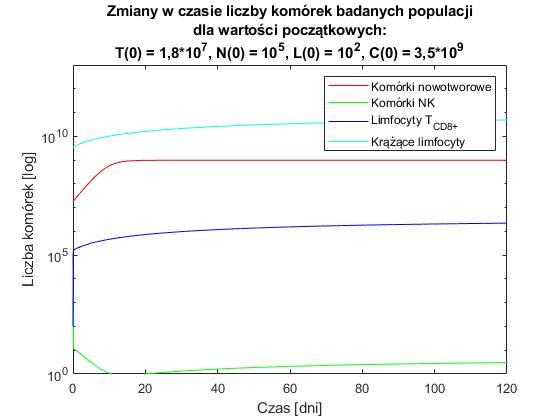 Zmiany w czasie liczby komórek badanych populacji
dla wartości początkowych:
T(0) = 1,8*10^7, N(0) = 10^5, L(0) = 10^2, C(0) = 3,5*10^9
Komórki nowotworowe
Komórki NK
Limfocyty T_CD8+
Krążące limfocyty
10^10
10^5
10^0
Liczba komórek [log]
0 20 40 60 80 100 120
Czas [dni]